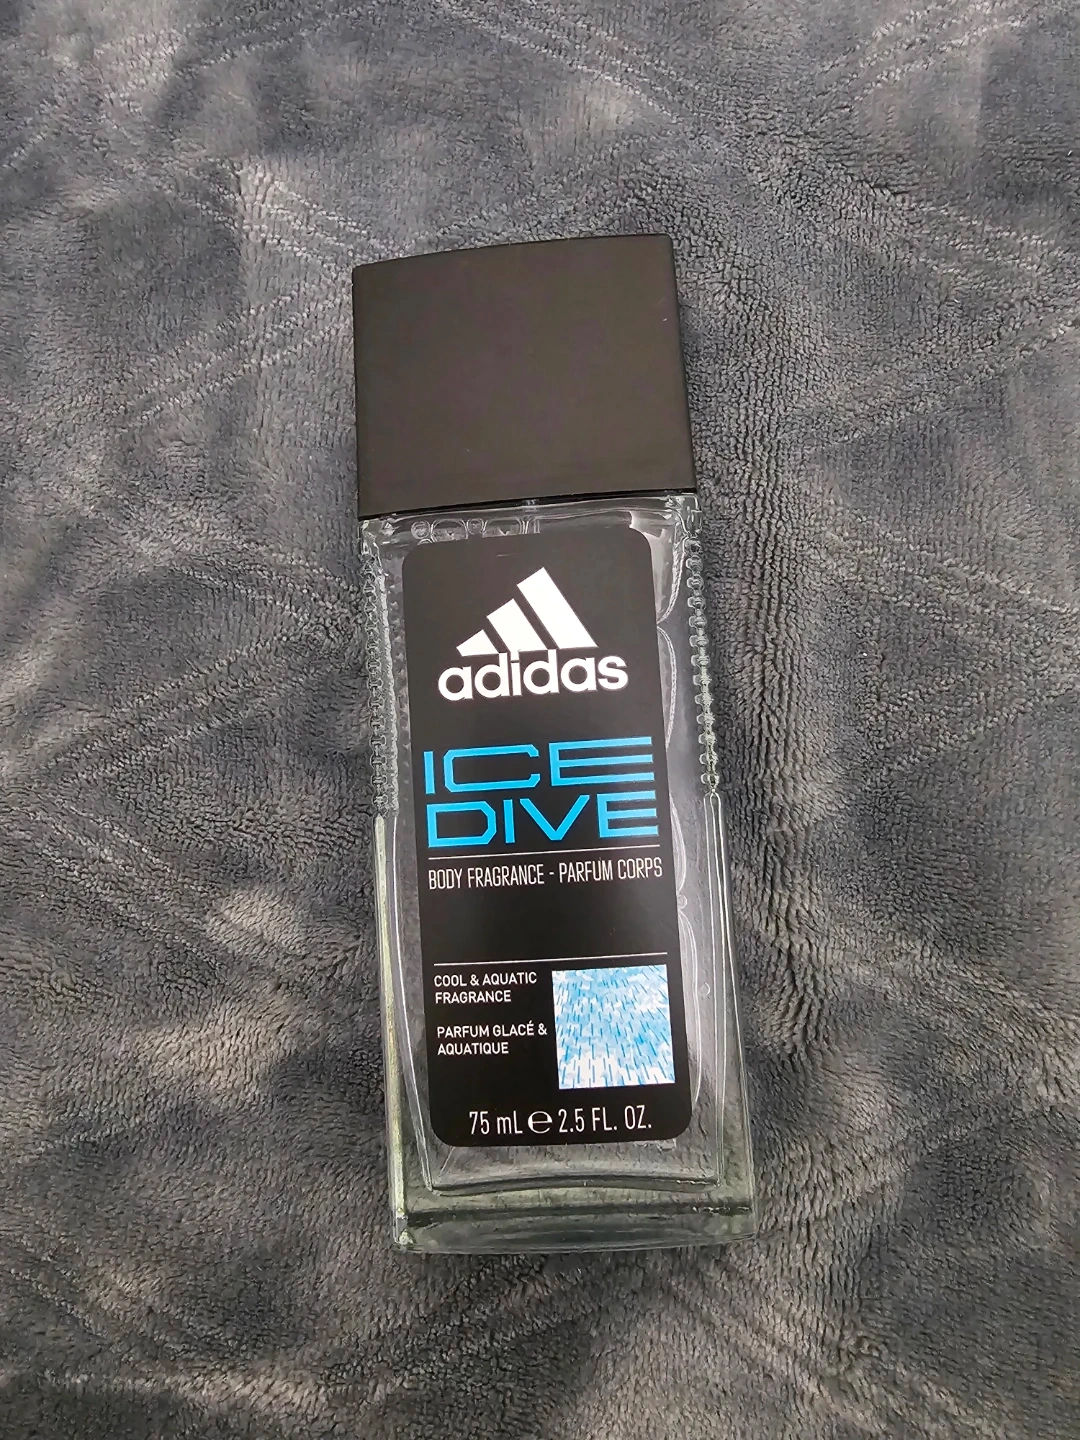 adidas
ICE
DIVE
BODY FRAGRANCE - PARFUM CORPS
COOL & AQUATIC
FRAGRANCE
PARFUM GLACÉ &
AQUATIQUE
75 mL ℮ 2.5 FL. OZ.